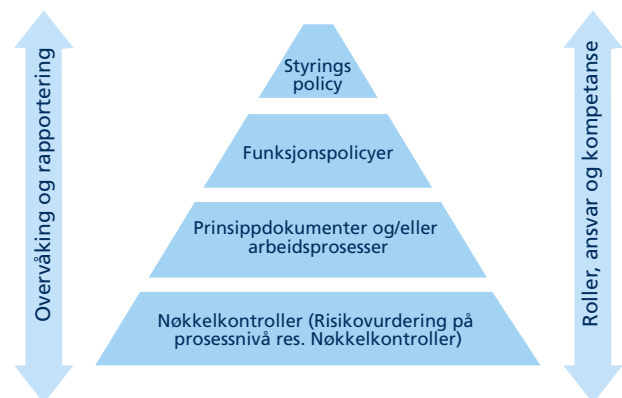 Overvåking og rapportering
Styrings
policy
Funksjonspolicyer
Prinsippdokumenter og/eller
arbeidsprosesser
Nøkkelkontroller (Risikovurdering på
prosessnivå res. Nøkkelkontroller)
Roller, ansvar og kompetanse